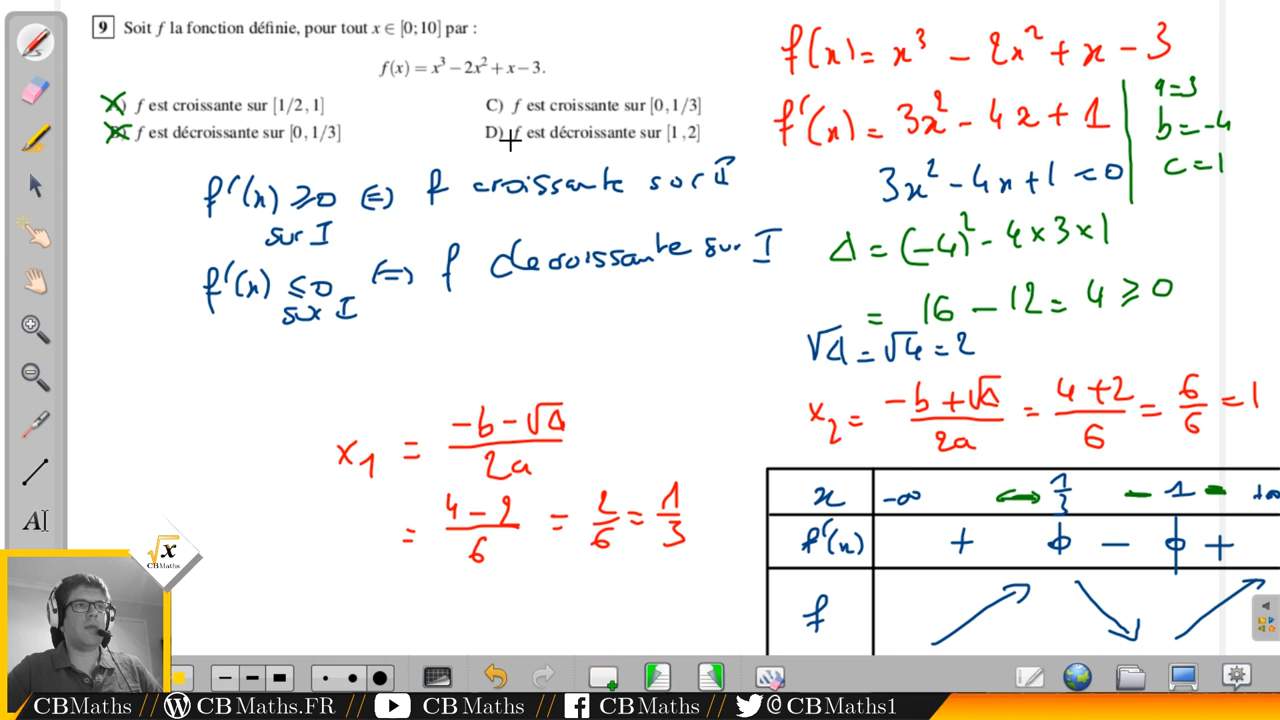 9 Soit f la fonction définie, pour tout x ∈ [0;10] par :
f(x) = x³ − 2x² + x − 3.
A) f est croissante sur [1/2, 1]
B) f est décroissante sur [0, 1/3]
C) f est croissante sur [0, 1/3]
D) f est décroissante sur [1, 2]
f'(x) ⩾ 0 ⟺ f croissante sur I
sur I
f'(x) ⩽ 0 ⟺ f decroissante sur I
sur I
x₁ = (−b − √Δ)/2a
= (4 − 2)/6 = 2/6 = 1/3
f(x) = x³ − 2x² + x − 3
f'(x) = 3x² − 4x + 1
a = 3
b = −4
c = 1
3x² − 4x + 1 = 0
Δ = (−4)² − 4 × 3 × 1
= 16 − 12 = 4 ⩾ 0
√Δ = √4 = 2
x₂ = (−b + √Δ)/2a = (4 + 2)/6 = 6/6 = 1
x −∞ 1/3 1 +∞
f'(x) + 0 − 0 +
f
AI
√x
CBMaths
CBMaths CBMaths.FR CBMaths CBMaths @CBMaths1